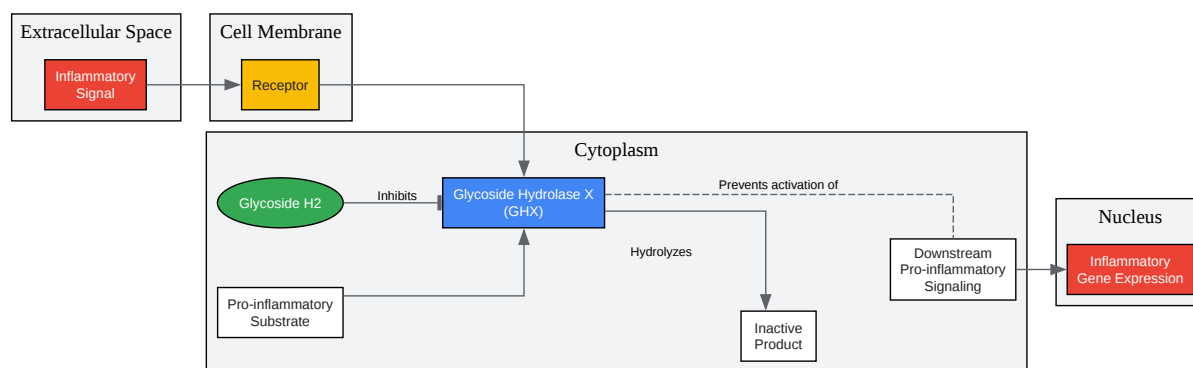 Extracellular Space
Cell Membrane
Inflammatory
Signal
Receptor
Cytoplasm
Glycoside H2
Inhibits
Glycoside Hydrolase X
(GHX)
Prevents activation of
Hydrolyzes
Pro-inflammatory
Substrate
Inactive
Product
Downstream
Pro-inflammatory
Signaling
Nucleus
Inflammatory
Gene Expression